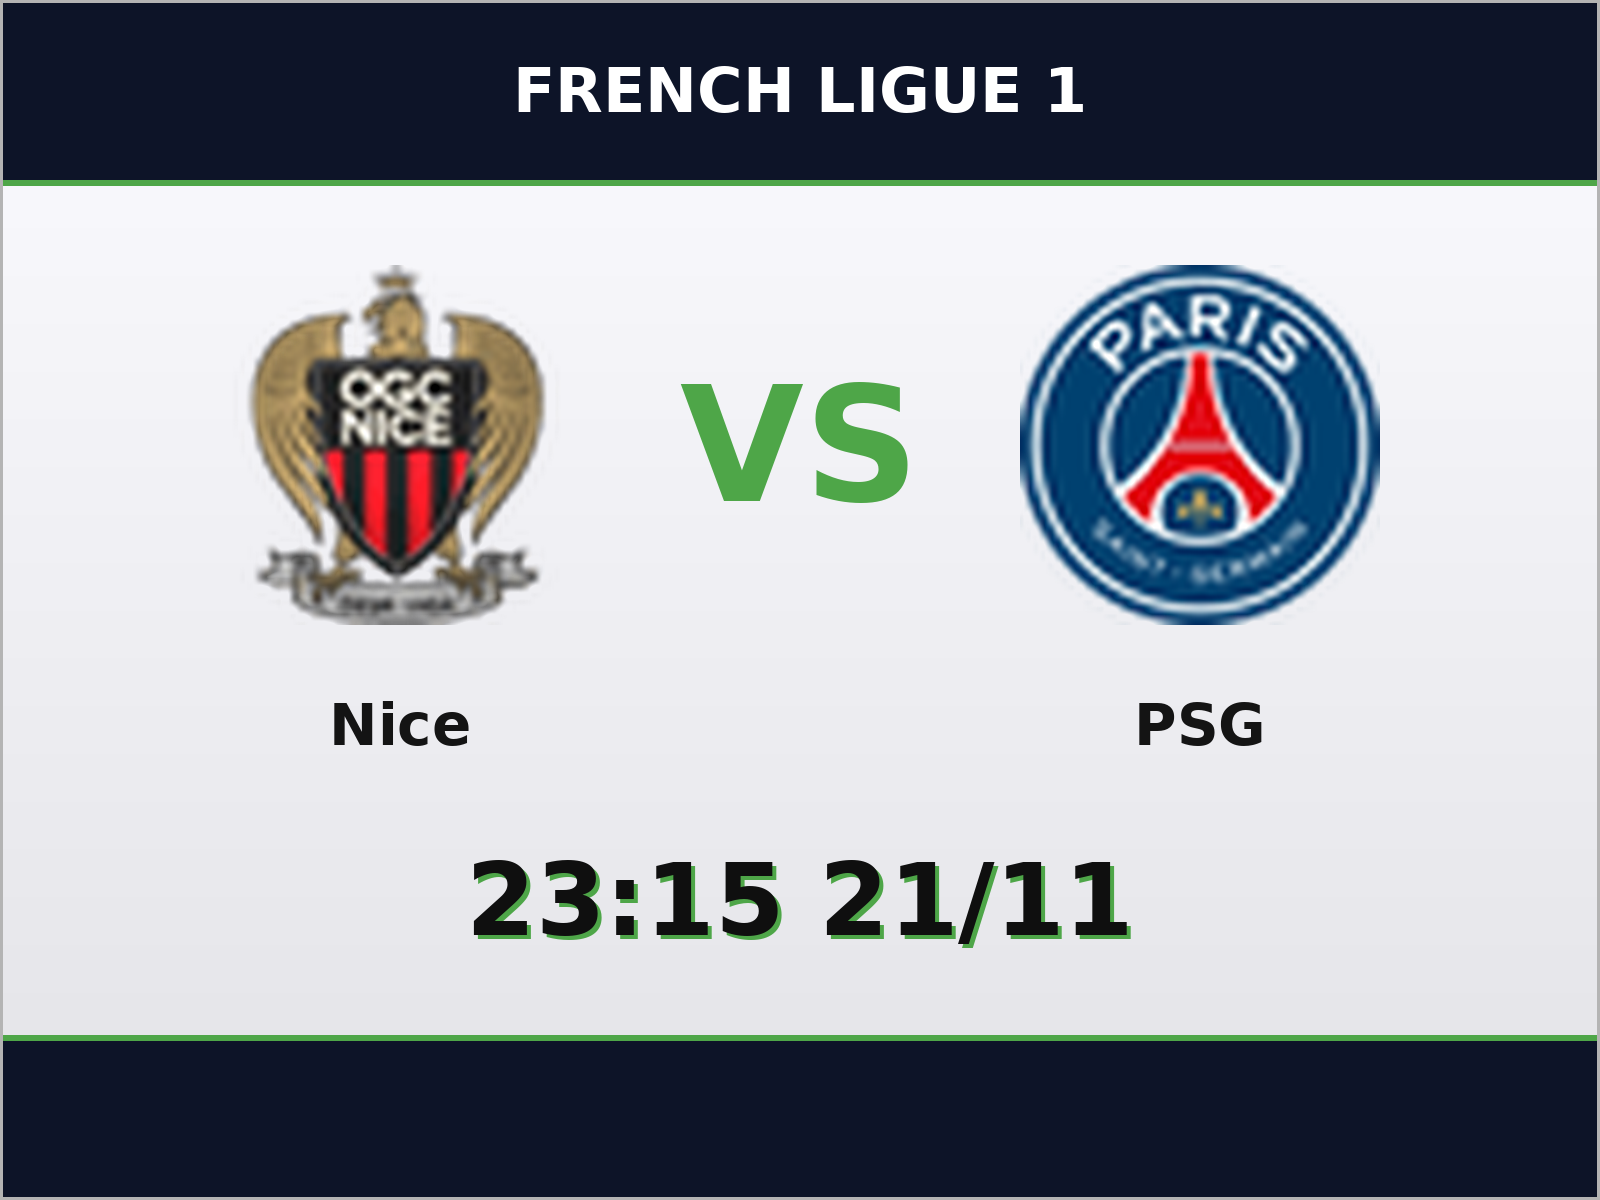 FRENCH LIGUE 1
OGC
NICE
VS
PARIS
SAINT - GERMAIN
Nice
PSG
23:15 21/11